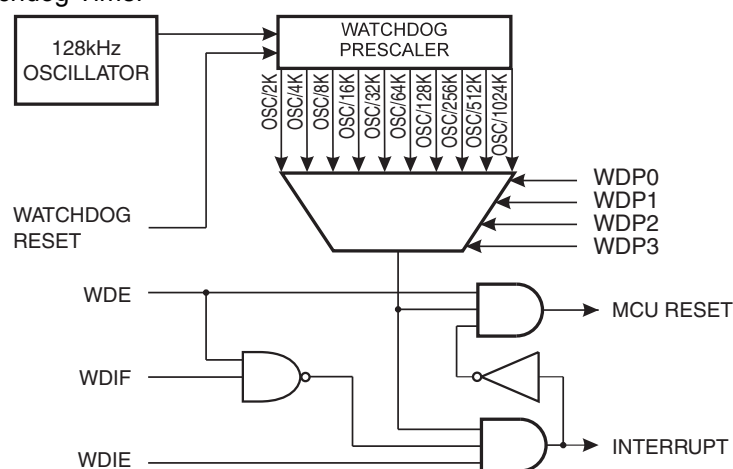 128kHz
OSCILLATOR
WATCHDOG
PRESCALER
OSC/2K
OSC/4K
OSC/8K
OSC/16K
OSC/32K
OSC/64K
OSC/128K
OSC/256K
OSC/512K
OSC/1024K
WATCHDOG
RESET
WDP0
WDP1
WDP2
WDP3
WDE
MCU RESET
WDIF
INTERRUPT
WDIE